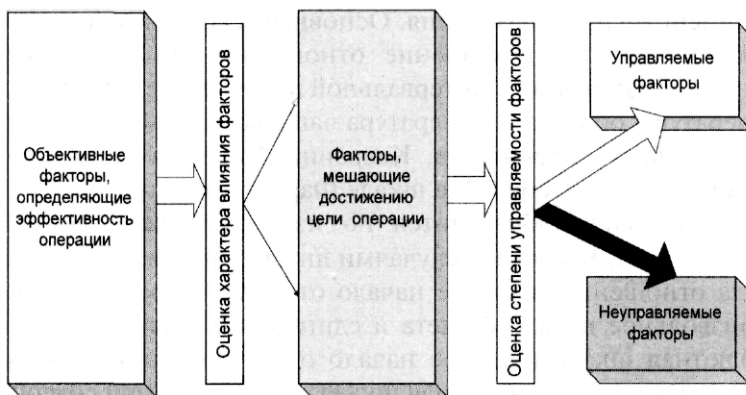 Объективные
факторы,
определяющие
эффективность
операции
Оценка характера влияния факторов
Факторы,
мешающие
достижению
цели операции
Оценка степени управляемости факторов
Управляемые
факторы
Неуправляемые
факторы